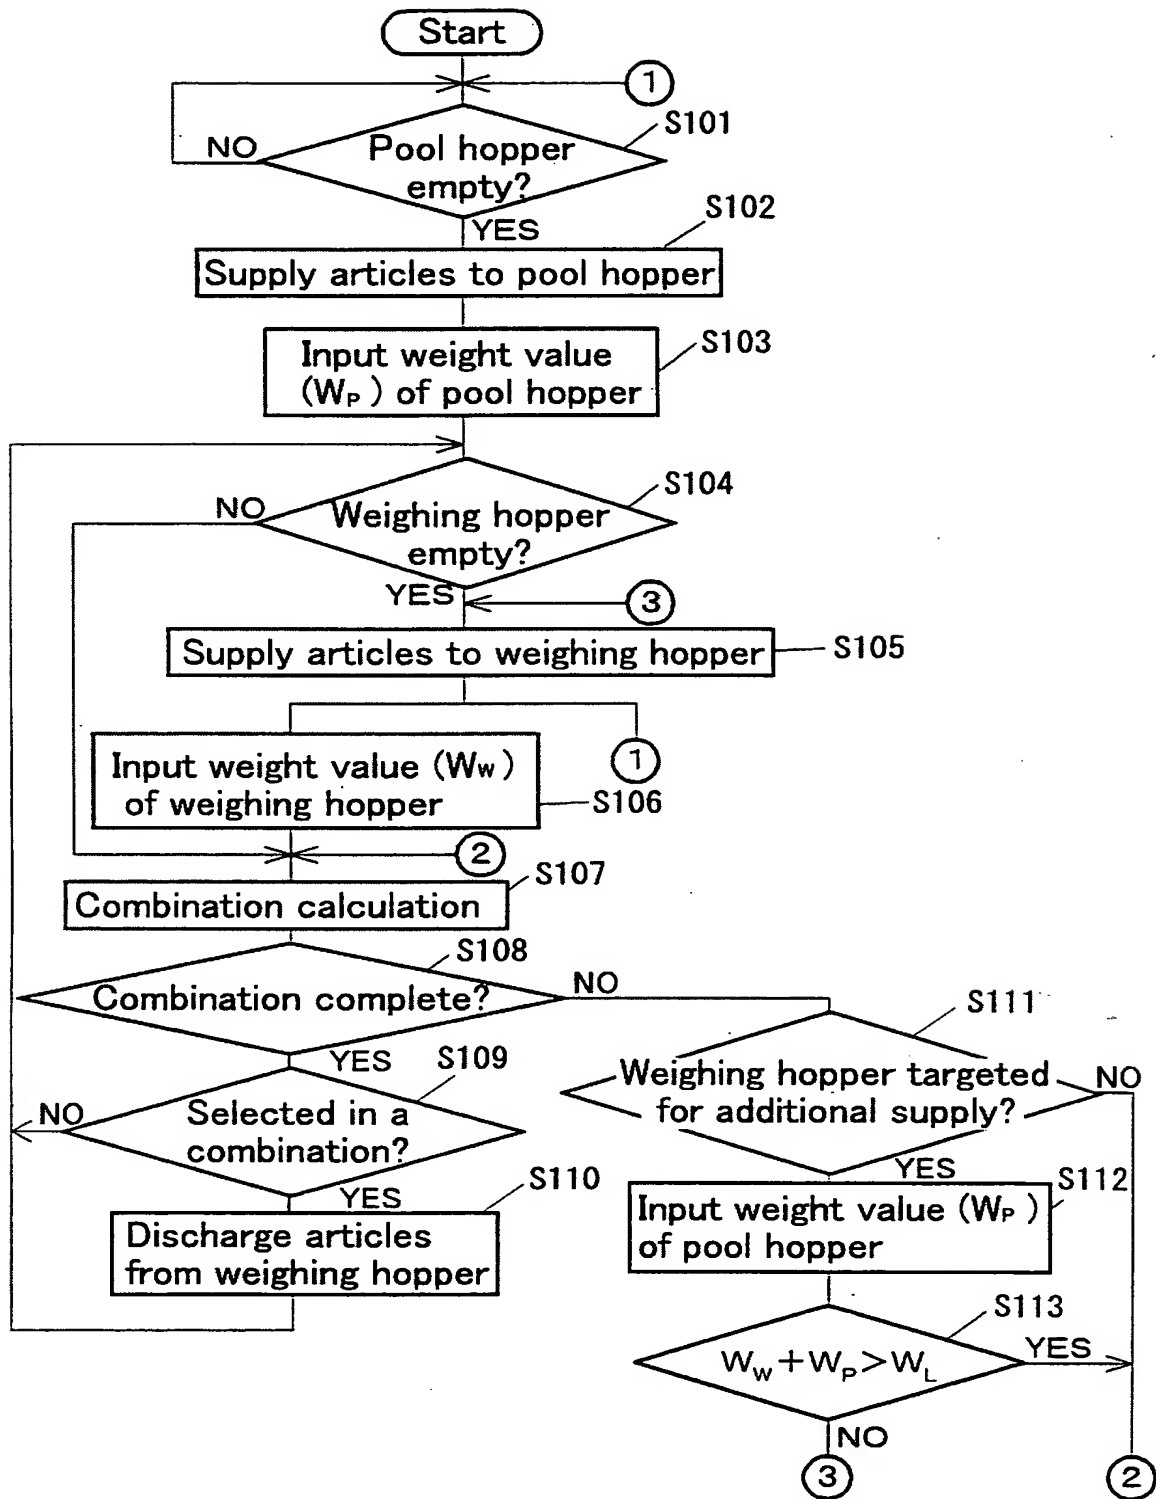 Start
1
S101
NO
Pool hopper
empty?
S102
YES
Supply articles to pool hopper
S103
Input weight value
(WP) of pool hopper
S104
NO
Weighing hopper
empty?
YES
3
Supply articles to weighing hopper
S105
Input weight value (WW)
of weighing hopper
1
S106
2
S107
Combination calculation
S108
Combination complete?
NO
S111
YES
S109
Weighing hopper targeted
for additional supply?
NO
NO
Selected in a
combination?
YES
S110
YES
S112
Discharge articles
from weighing hopper
Input weight value (WP)
of pool hopper
S113
WW+WP>WL
YES
NO
3
2